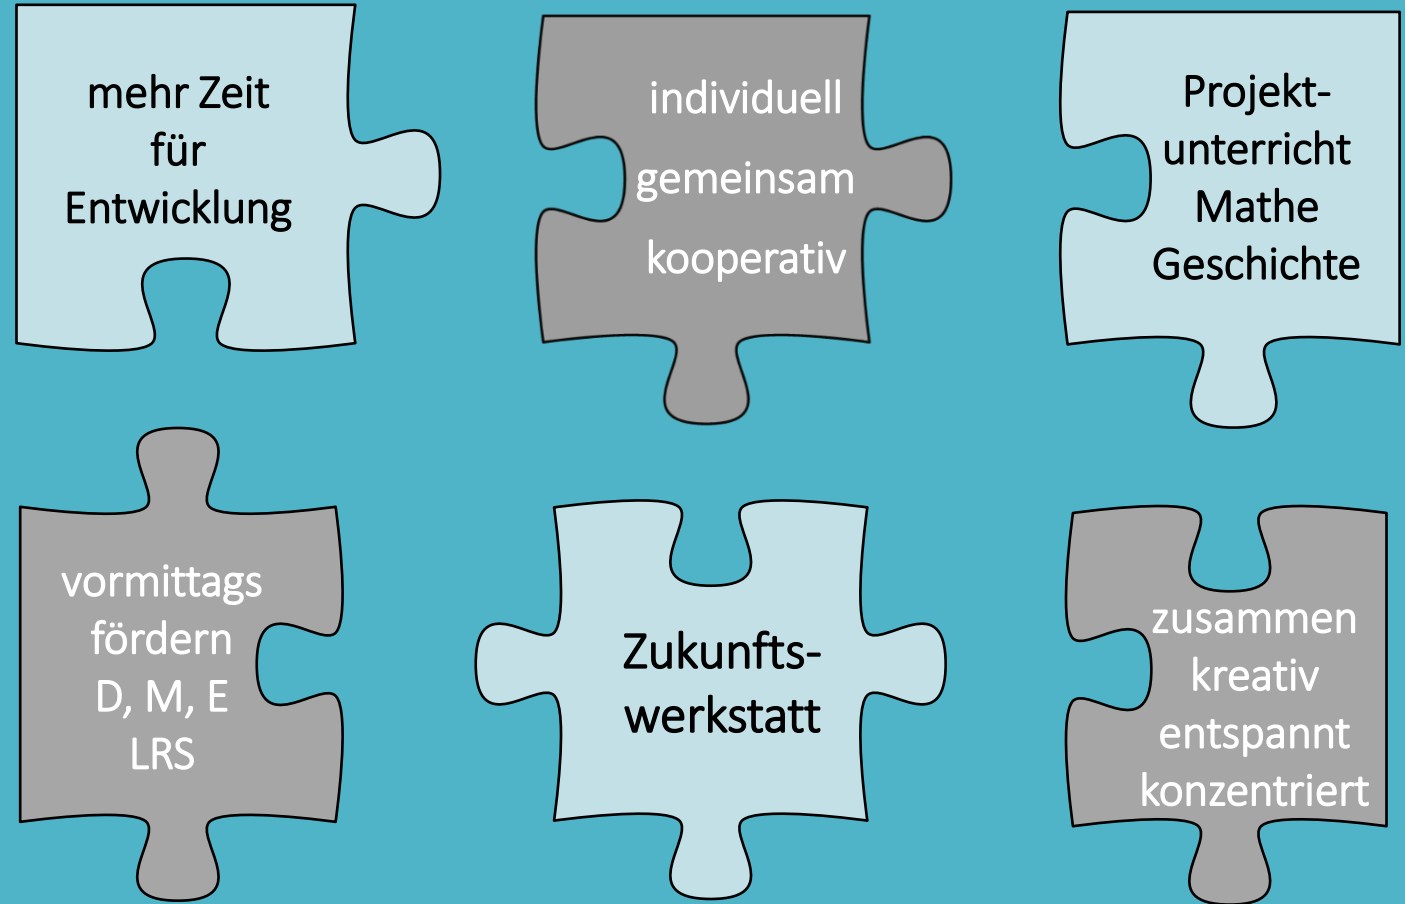 mehr Zeit
für
Entwicklung
individuell
gemeinsam
kooperativ
Projekt-
unterricht
Mathe
Geschichte
vormittags
fördern
D, M, E
LRS
Zukunfts-
werkstatt
zusammen
kreativ
entspannt
konzentriert